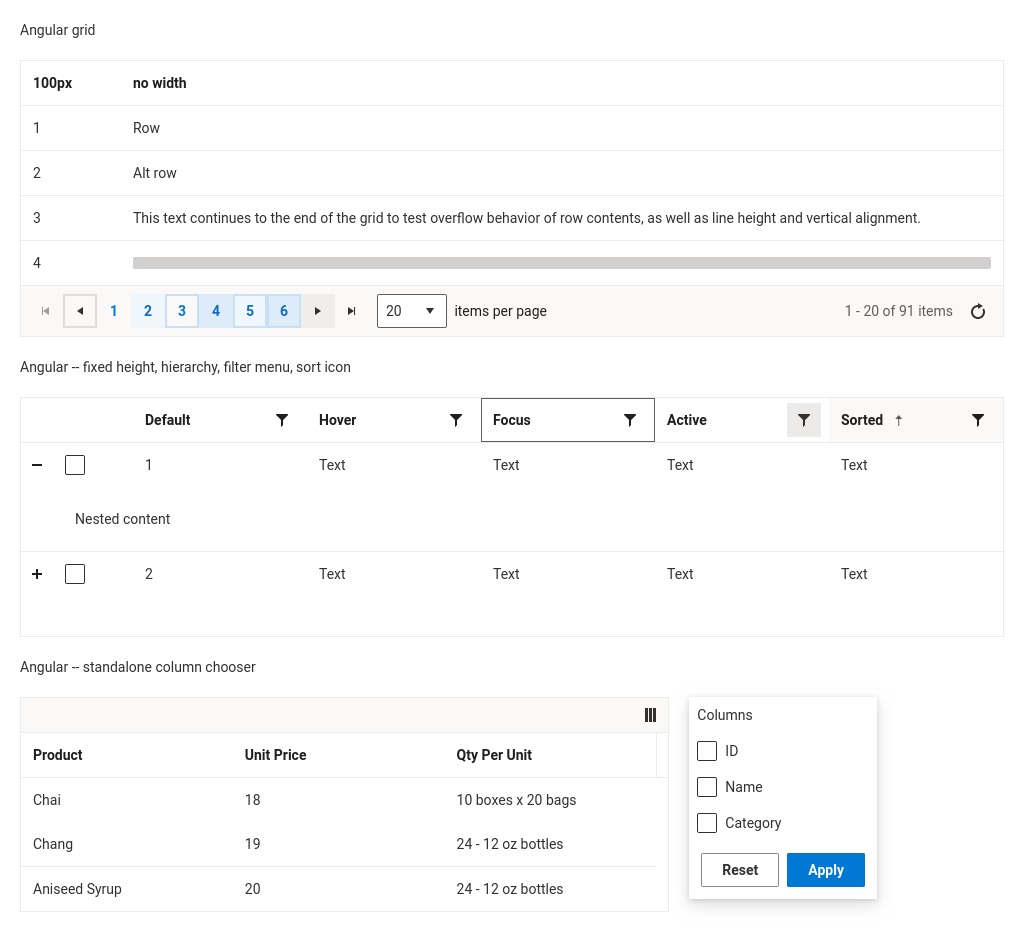 Angular grid
100px no width
1 Row
2 Alt row
3 This text continues to the end of the grid to test overflow behavior of row contents, as well as line height and vertical alignment.
4
1 2 3 4 5 6 20 items per page 1 - 20 of 91 items
Angular -- fixed height, hierarchy, filter menu, sort icon
Default Hover Focus Active Sorted
1 Text Text Text Text
Nested content
2 Text Text Text Text
Angular -- standalone column chooser
Product Unit Price Qty Per Unit
Chai 18 10 boxes x 20 bags
Chang 19 24 - 12 oz bottles
Aniseed Syrup 20 24 - 12 oz bottles
Columns
ID
Name
Category
Reset Apply